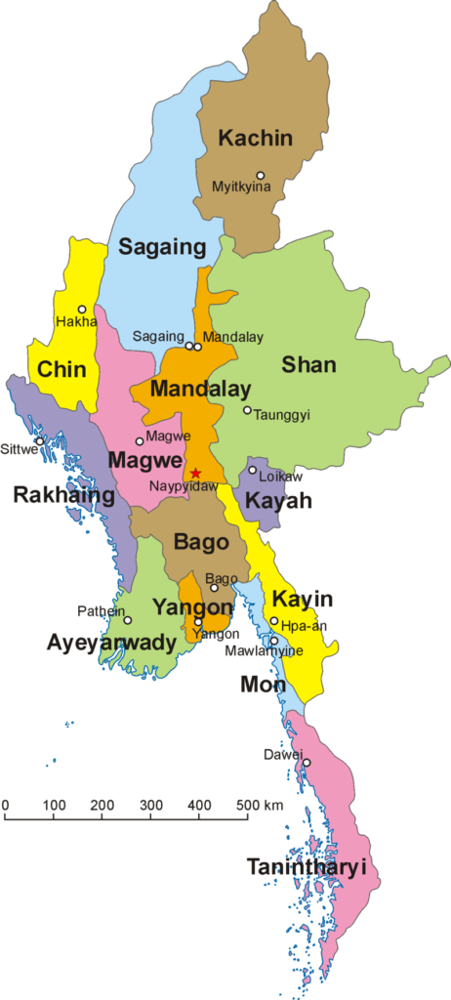 Kachin
Myitkyina
Sagaing
Hakha
Sagaing
Mandalay
Chin
Shan
Mandalay
Taunggyi
Magwe
Sittwe
Magwe
Loikaw
Naypyidaw
Rakhaing
Kayah
Bago
Bago
Kayin
Yangon
Pathein
Hpa-an
Yangon
Ayeyarwady
Mawlamyine
Mon
Dawei
0 100 200 300 400 500 km
Tanintharyi